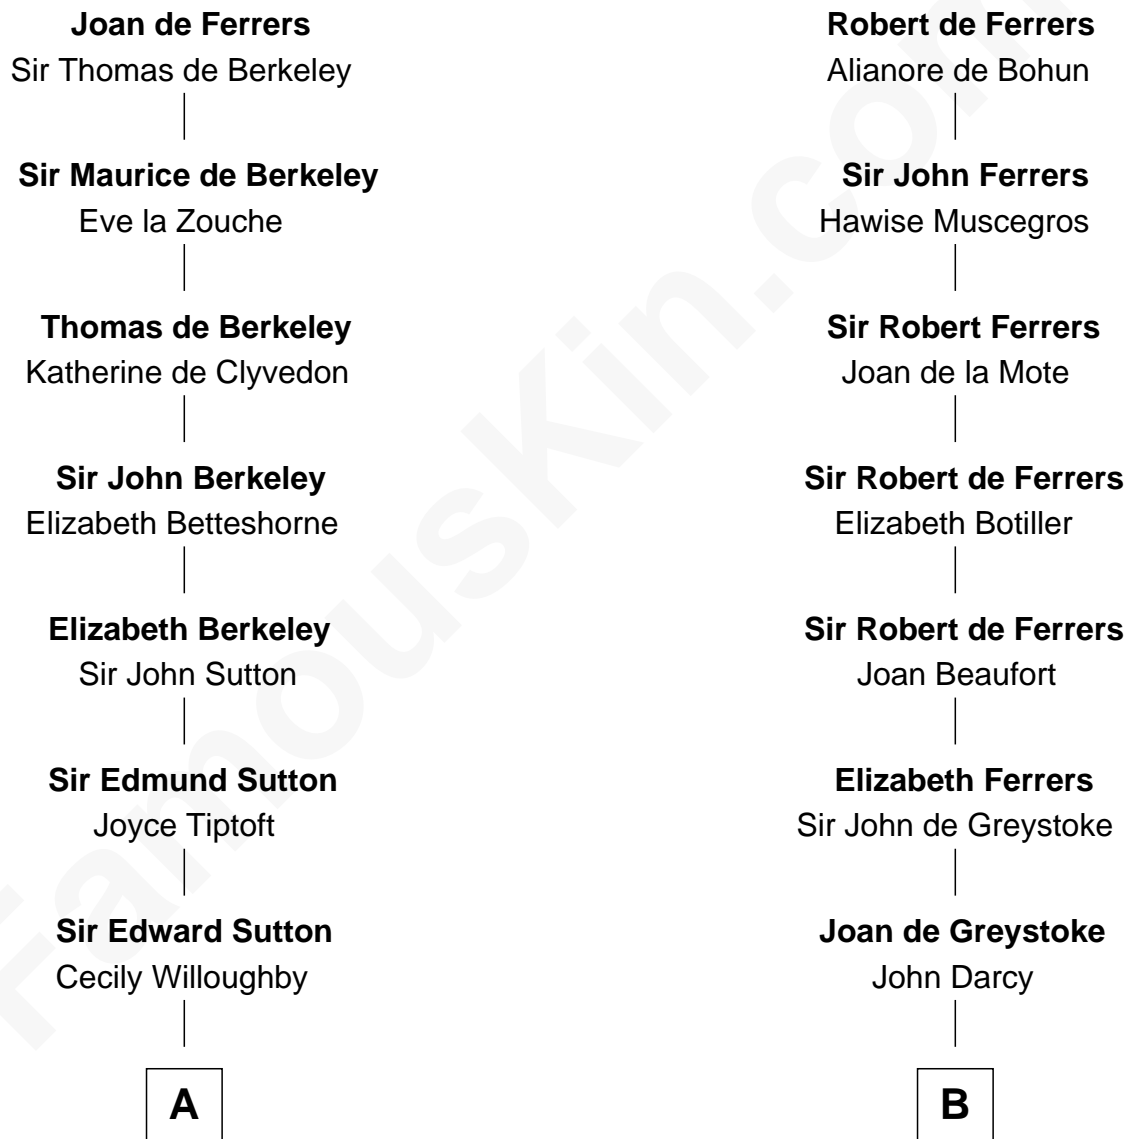 Joan de Ferrers
Sir Thomas de Berkeley
Sir Maurice de Berkeley
Eve la Zouche
Thomas de Berkeley
Katherine de Clyvedon
Sir John Berkeley
Elizabeth Betteshorne
Elizabeth Berkeley
Sir John Sutton
Sir Edmund Sutton
Joyce Tiptoft
Sir Edward Sutton
Cecily Willoughby
A
Robert de Ferrers
Alianore de Bohun
Sir John Ferrers
Hawise Muscegros
Sir Robert Ferrers
Joan de la Mote
Sir Robert de Ferrers
Elizabeth Botiller
Sir Robert de Ferrers
Joan Beaufort
Elizabeth Ferrers
Sir John de Greystoke
Joan de Greystoke
John Darcy
B
FamousKin.com